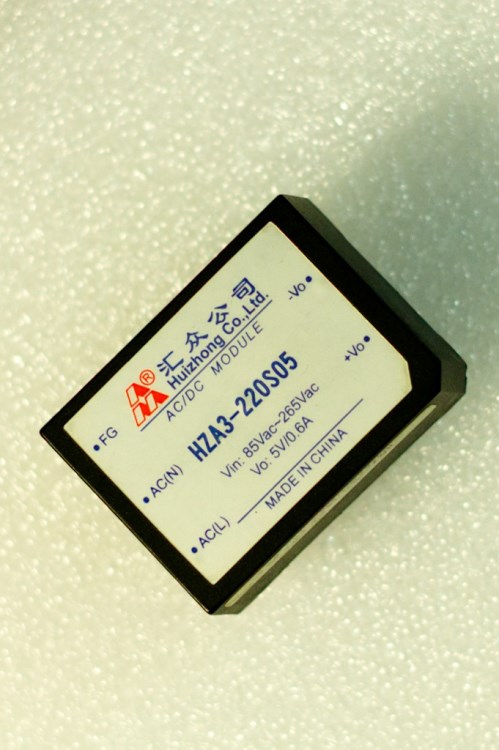 汇众公司
Huizhong Co.,Ltd.
AC/DC MODULE
HZA3-220S05
Vin: 85Vac~265Vac
Vo: 5V/0.6A
MADE IN CHINA
FG
AC(N)
AC(L)
-Vo
+Vo